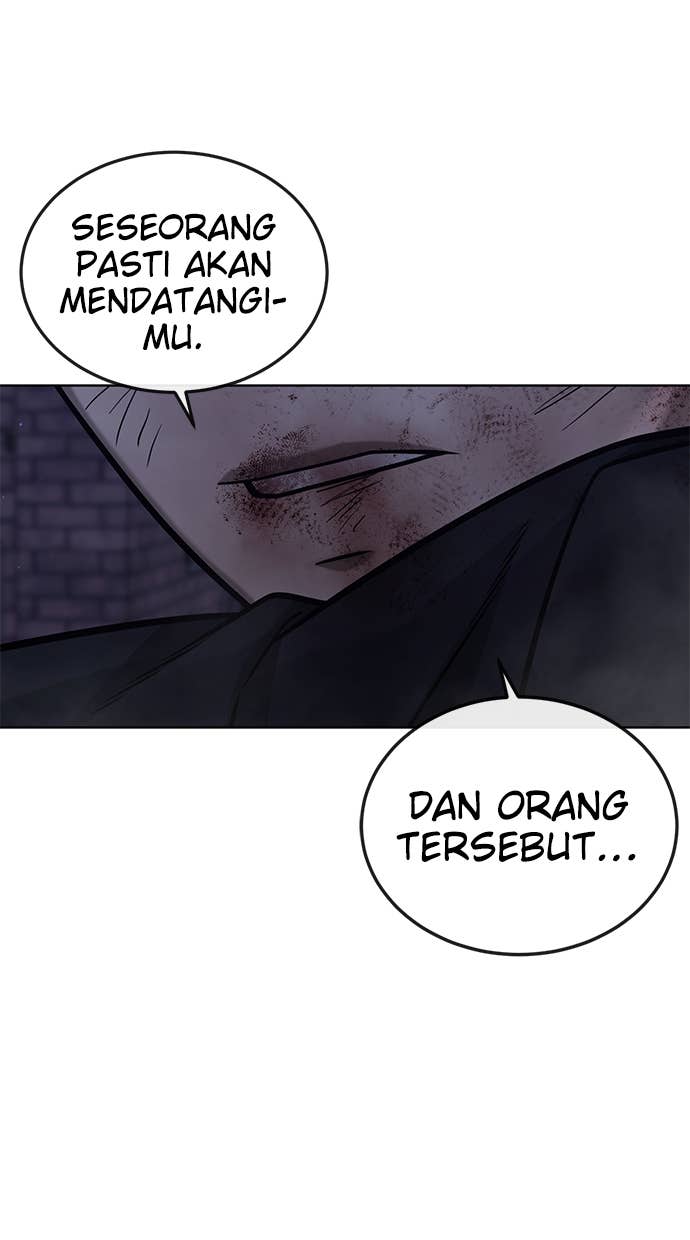 SESEORANG
PASTI AKAN
MENDATANGI-
MU.
DAN ORANG
TERSEBUT...